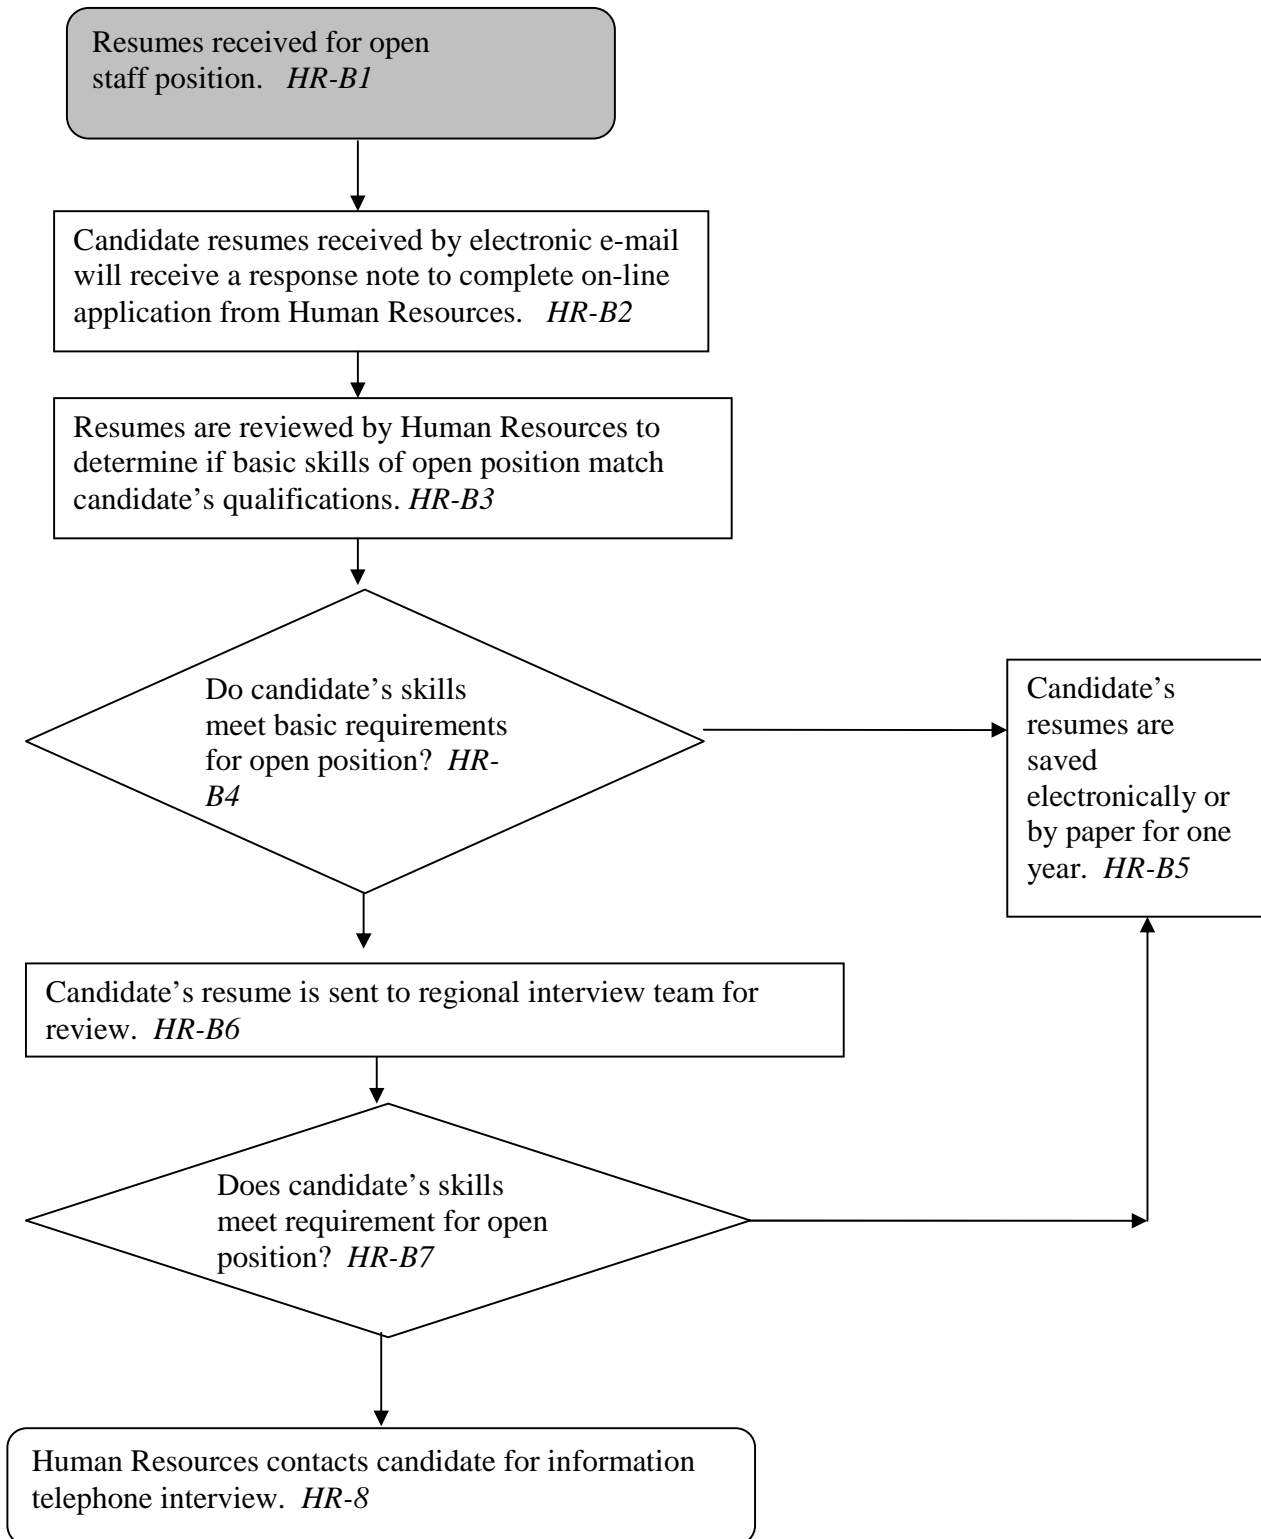 Resumes received for open
staff position.   HR-B1
Candidate resumes received by electronic e-mail
will receive a response note to complete on-line
application from Human Resources.   HR-B2
Resumes are reviewed by Human Resources to
determine if basic skills of open position match
candidate’s qualifications. HR-B3
Do candidate’s skills
meet basic requirements
for open position?  HR-
B4
Candidate’s
resumes are
saved
electronically or
by paper for one
year.  HR-B5
Candidate’s resume is sent to regional interview team for
review.  HR-B6
Does candidate’s skills
meet requirement for open
position?  HR-B7
Human Resources contacts candidate for information
telephone interview.  HR-8